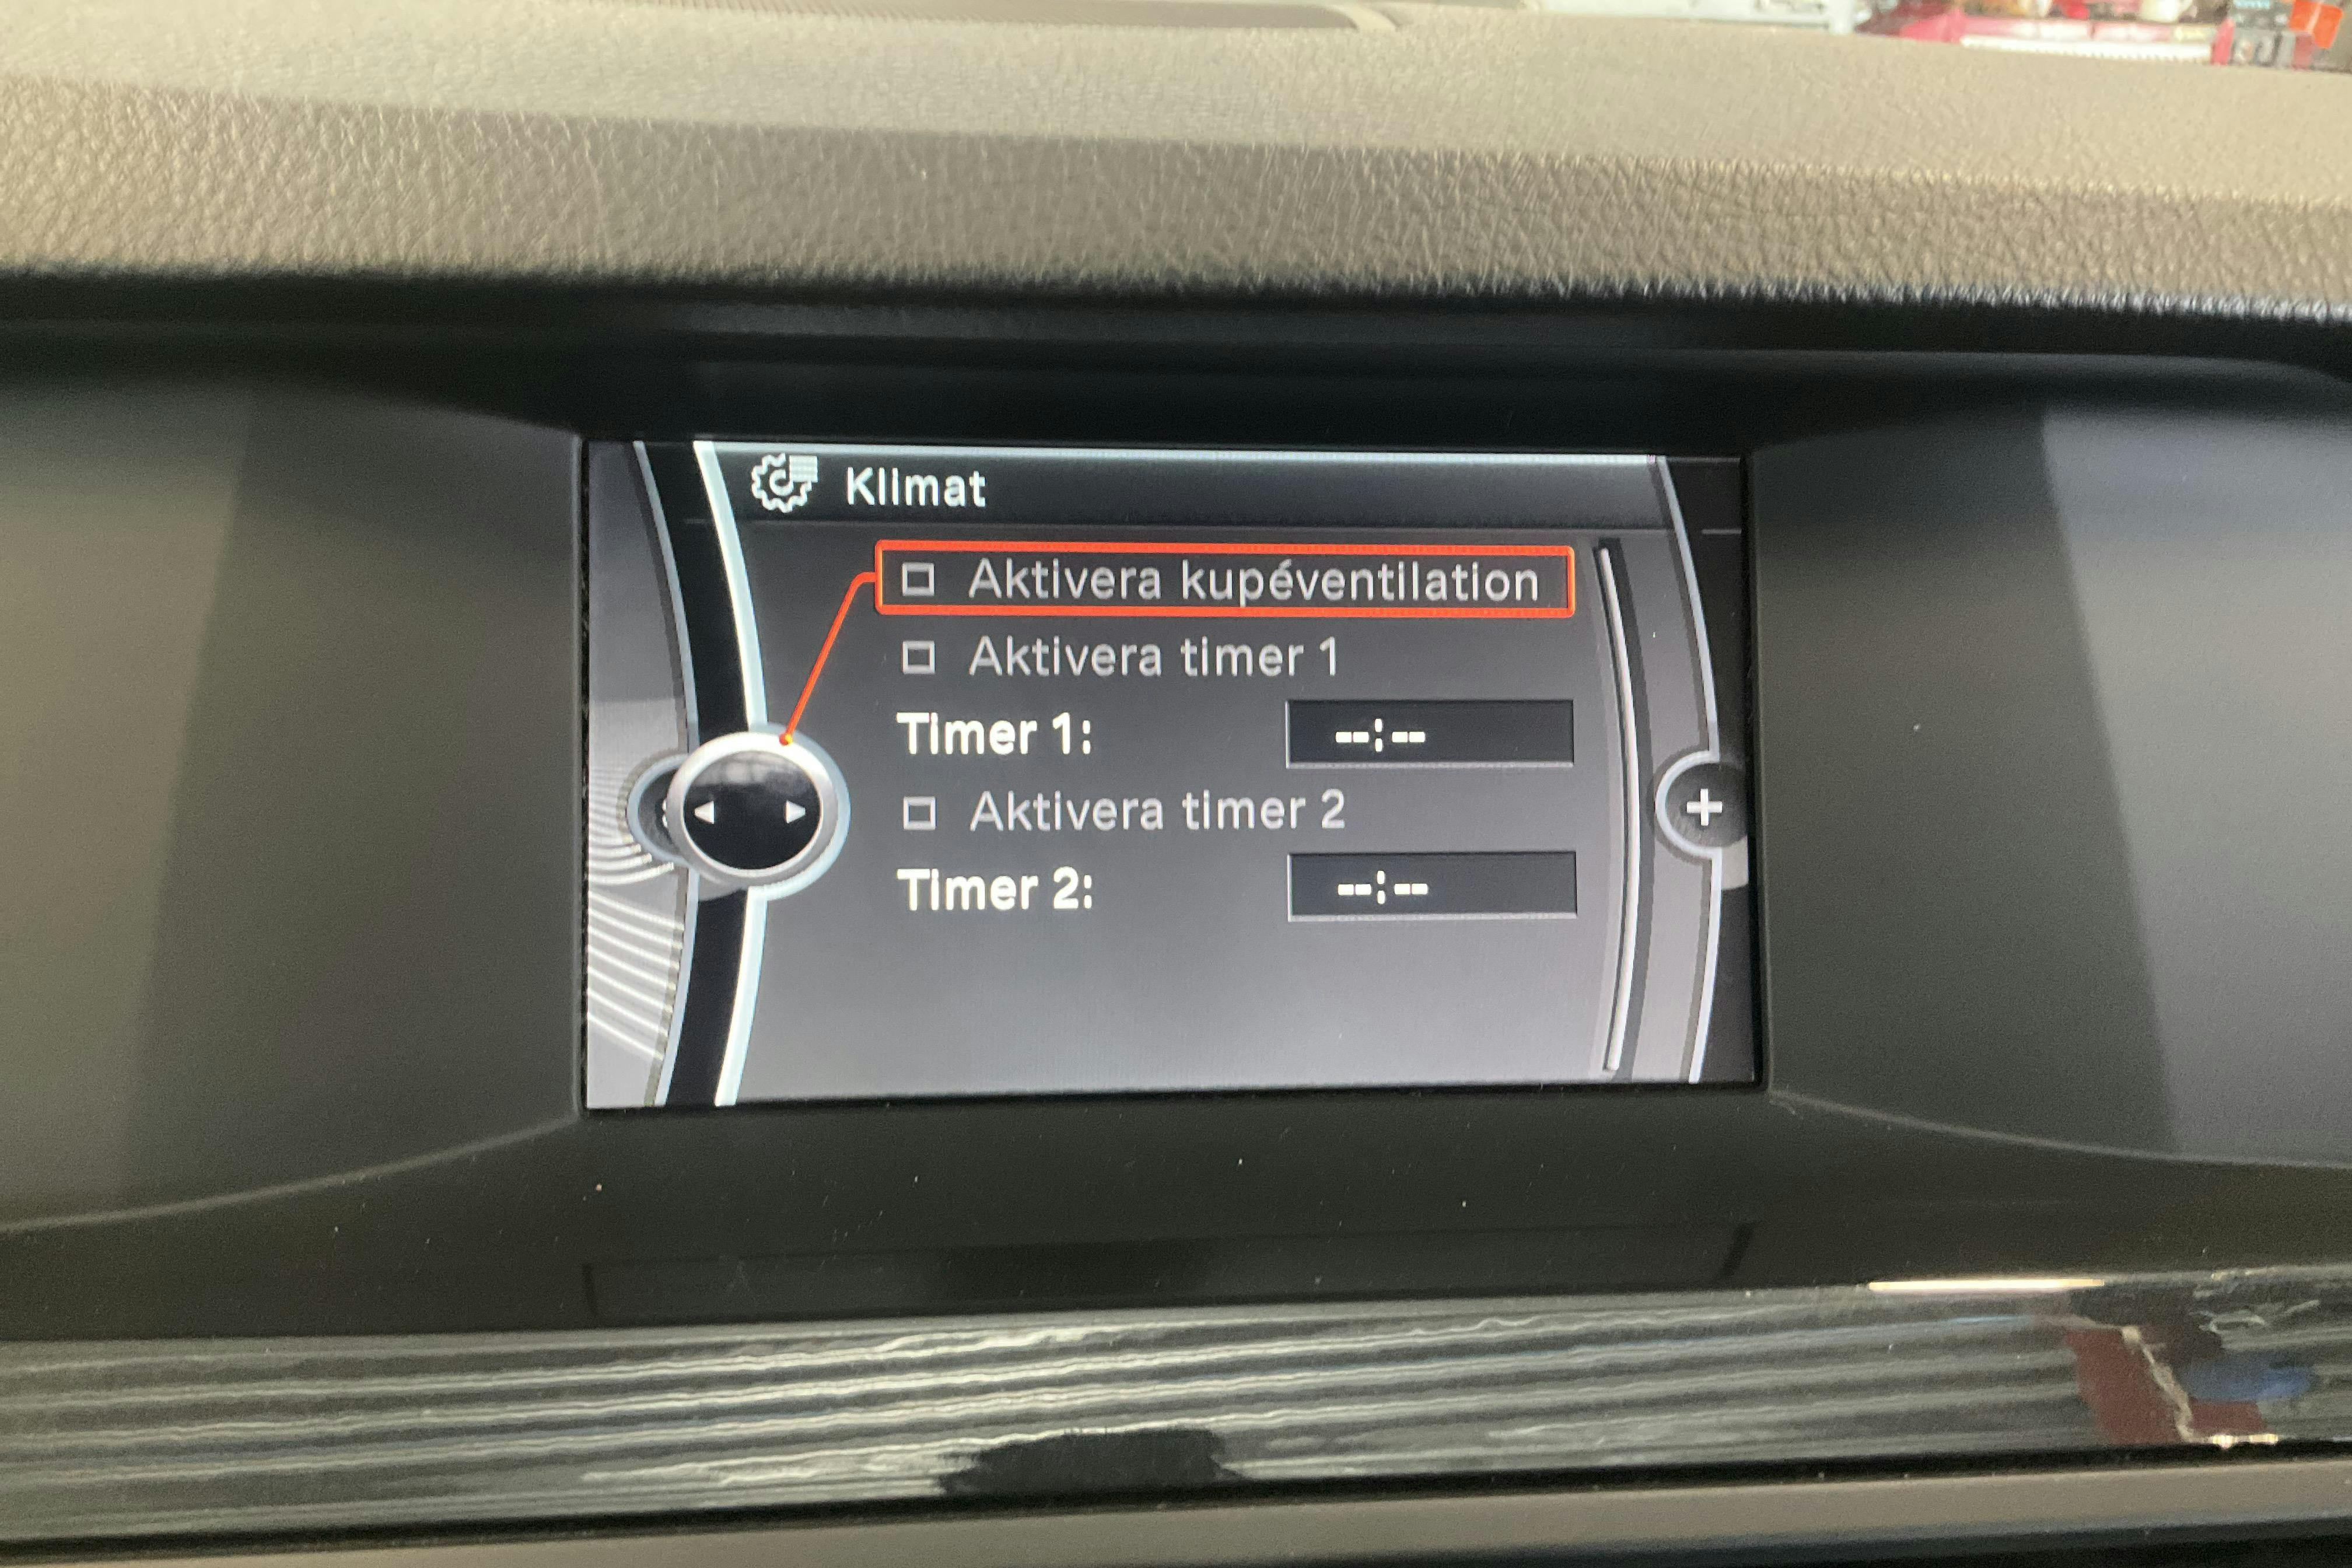 Klimat
Aktivera kupéventilation
Aktivera timer 1
Timer 1: --:--
Aktivera timer 2
Timer 2: --:--
+